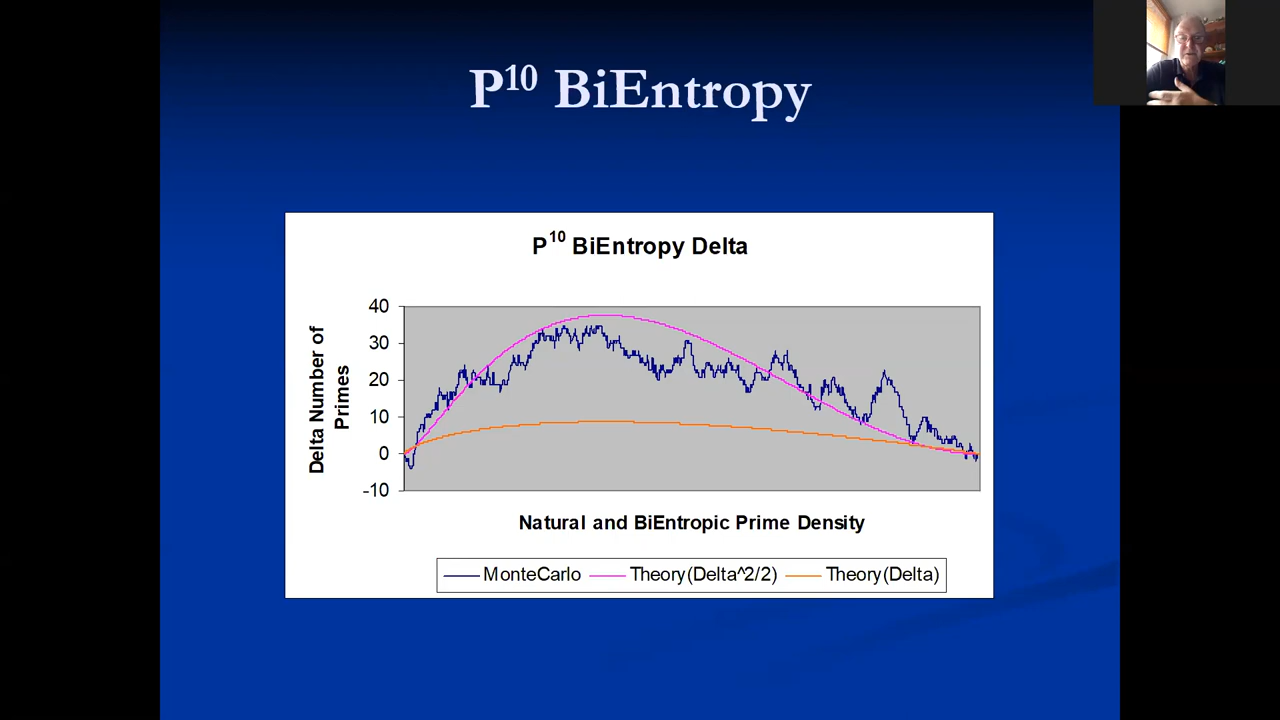 P¹⁰ BiEntropy
P¹⁰ BiEntropy Delta
Delta Number of
Primes
40
30
20
10
0
-10
Natural and BiEntropic Prime Density
MonteCarlo Theory(Delta^2/2) Theory(Delta)